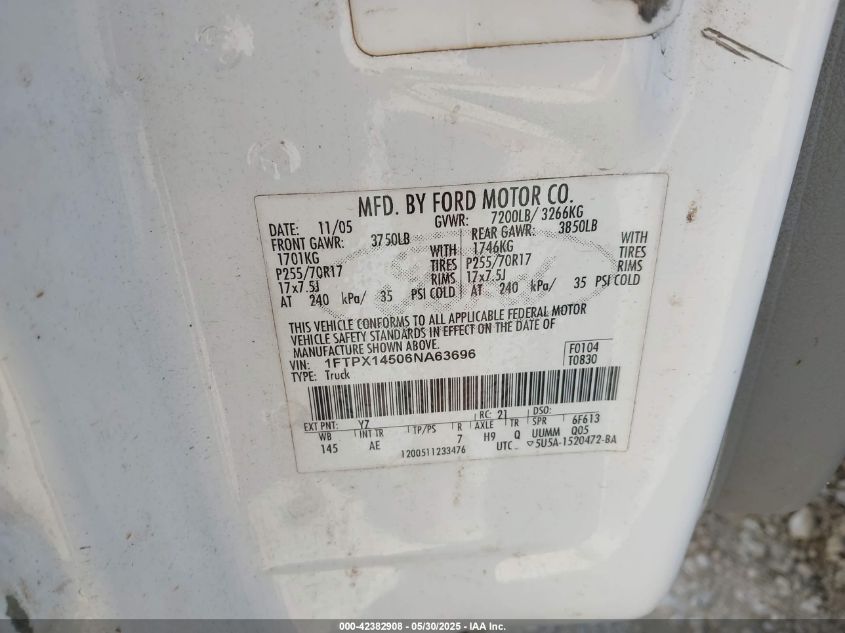 MFD. BY FORD MOTOR CO.
DATE: 11/05 GVWR: 7200LB/ 3266KG
FRONT GAWR: 3750LB REAR GAWR: 3850LB
1701KG WITH 1746KG WITH
P255/70R17 TIRES P255/70R17 TIRES
17x7.5J RIMS 17x7.5J RIMS
AT 240 kPa/ 35 PSI COLD AT 240 kPa/ 35 PSI COLD
THIS VEHICLE CONFORMS TO ALL APPLICABLE FEDERAL MOTOR
VEHICLE SAFETY STANDARDS IN EFFECT ON THE DATE OF
MANUFACTURE SHOWN ABOVE.
VIN: 1FTPX14506NA63696 F0104
TYPE: Truck T0830
EXT PNT: YZ RC: 21 DSO:
WB INT TR TP/PS R AXLE TR SPR 6F613
145 AE 7 H9 Q UUMM Q05
1200511233476 UTC 5U5A-1520472-BA
000-42382908 - 05/30/2025 - IAA Inc.